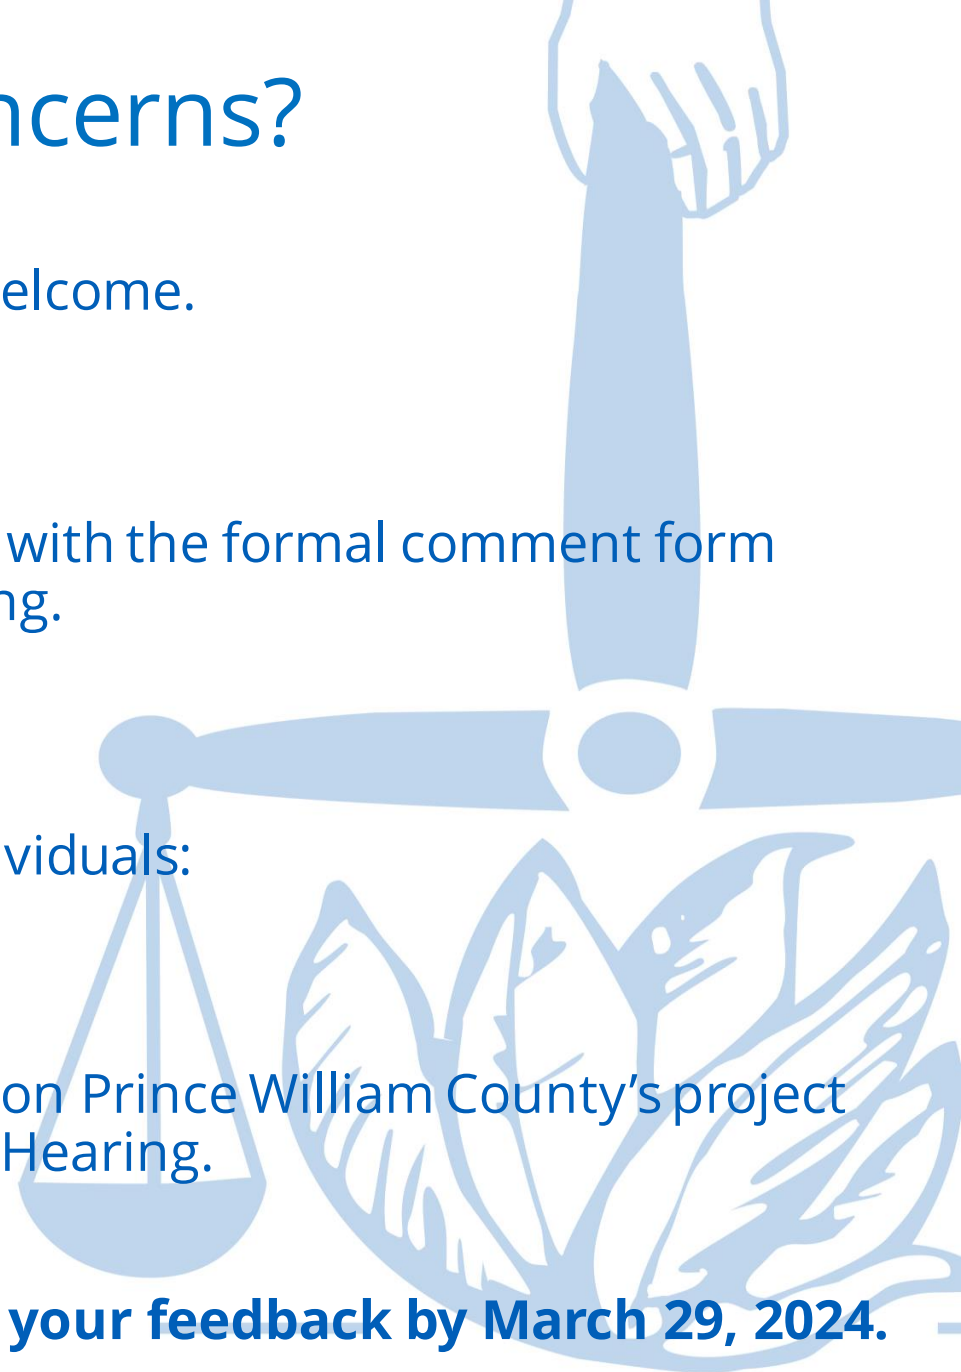 ncerns?
elcome.
with the formal comment form
ng.
viduals:
on Prince William County’s project
Hearing.
your feedback by March 29, 2024.